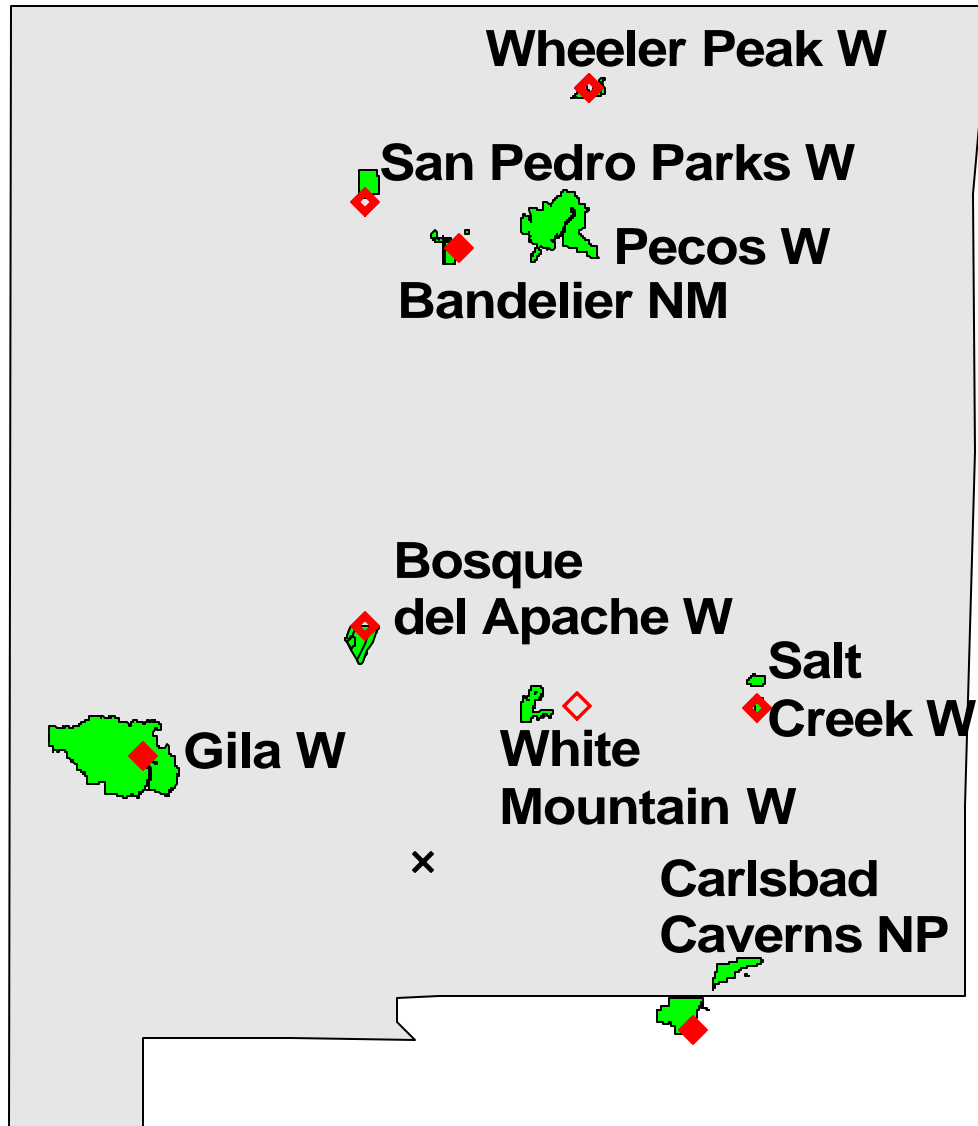 Wheeler Peak W
San Pedro Parks W
Pecos W
Bandelier NM
Bosque
del Apache W
Salt
Creek W
Gila W
White
Mountain W
Carlsbad
Caverns NP